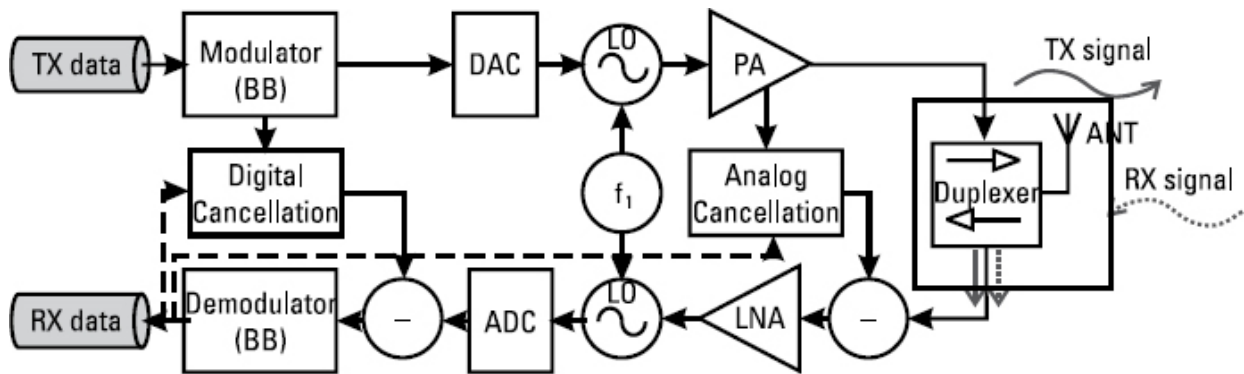 TX data
Modulator
(BB)
DAC
LO
PA
TX signal
ANT
Digital
Cancellation
f₁
Analog
Cancellation
Duplexer
RX signal
RX data
Demodulator
(BB)
–
ADC
LO
LNA
–